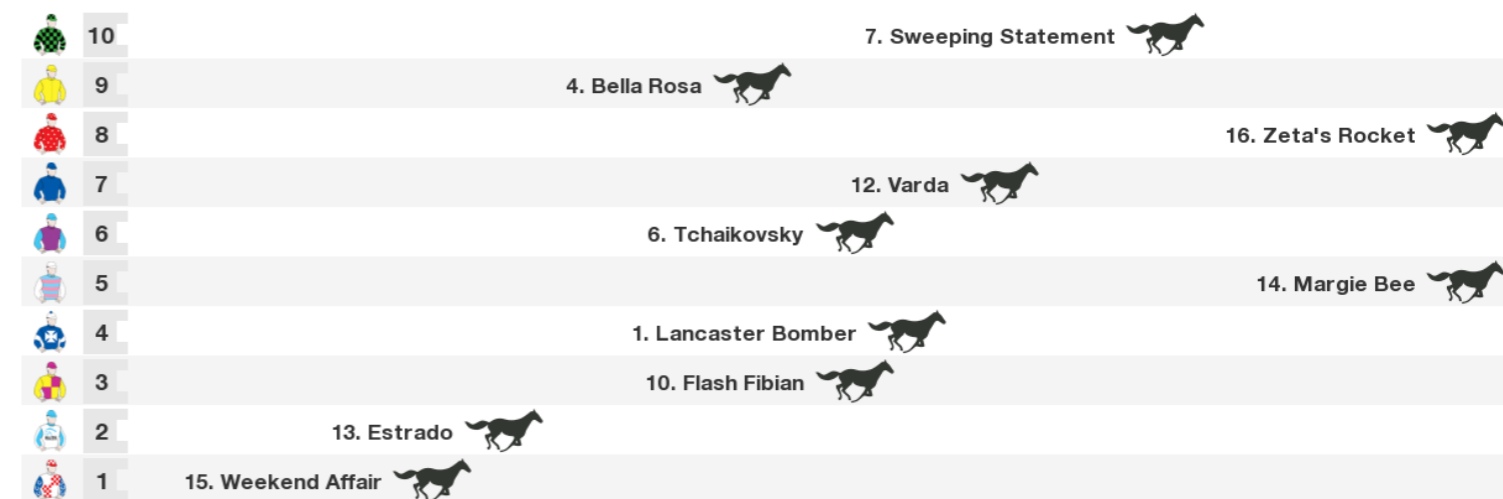 10 7. Sweeping Statement
9 4. Bella Rosa
8 16. Zeta's Rocket
7 12. Varda
6 6. Tchaikovsky
5 14. Margie Bee
4 1. Lancaster Bomber
3 10. Flash Fibian
2 13. Estrado
1 15. Weekend Affair